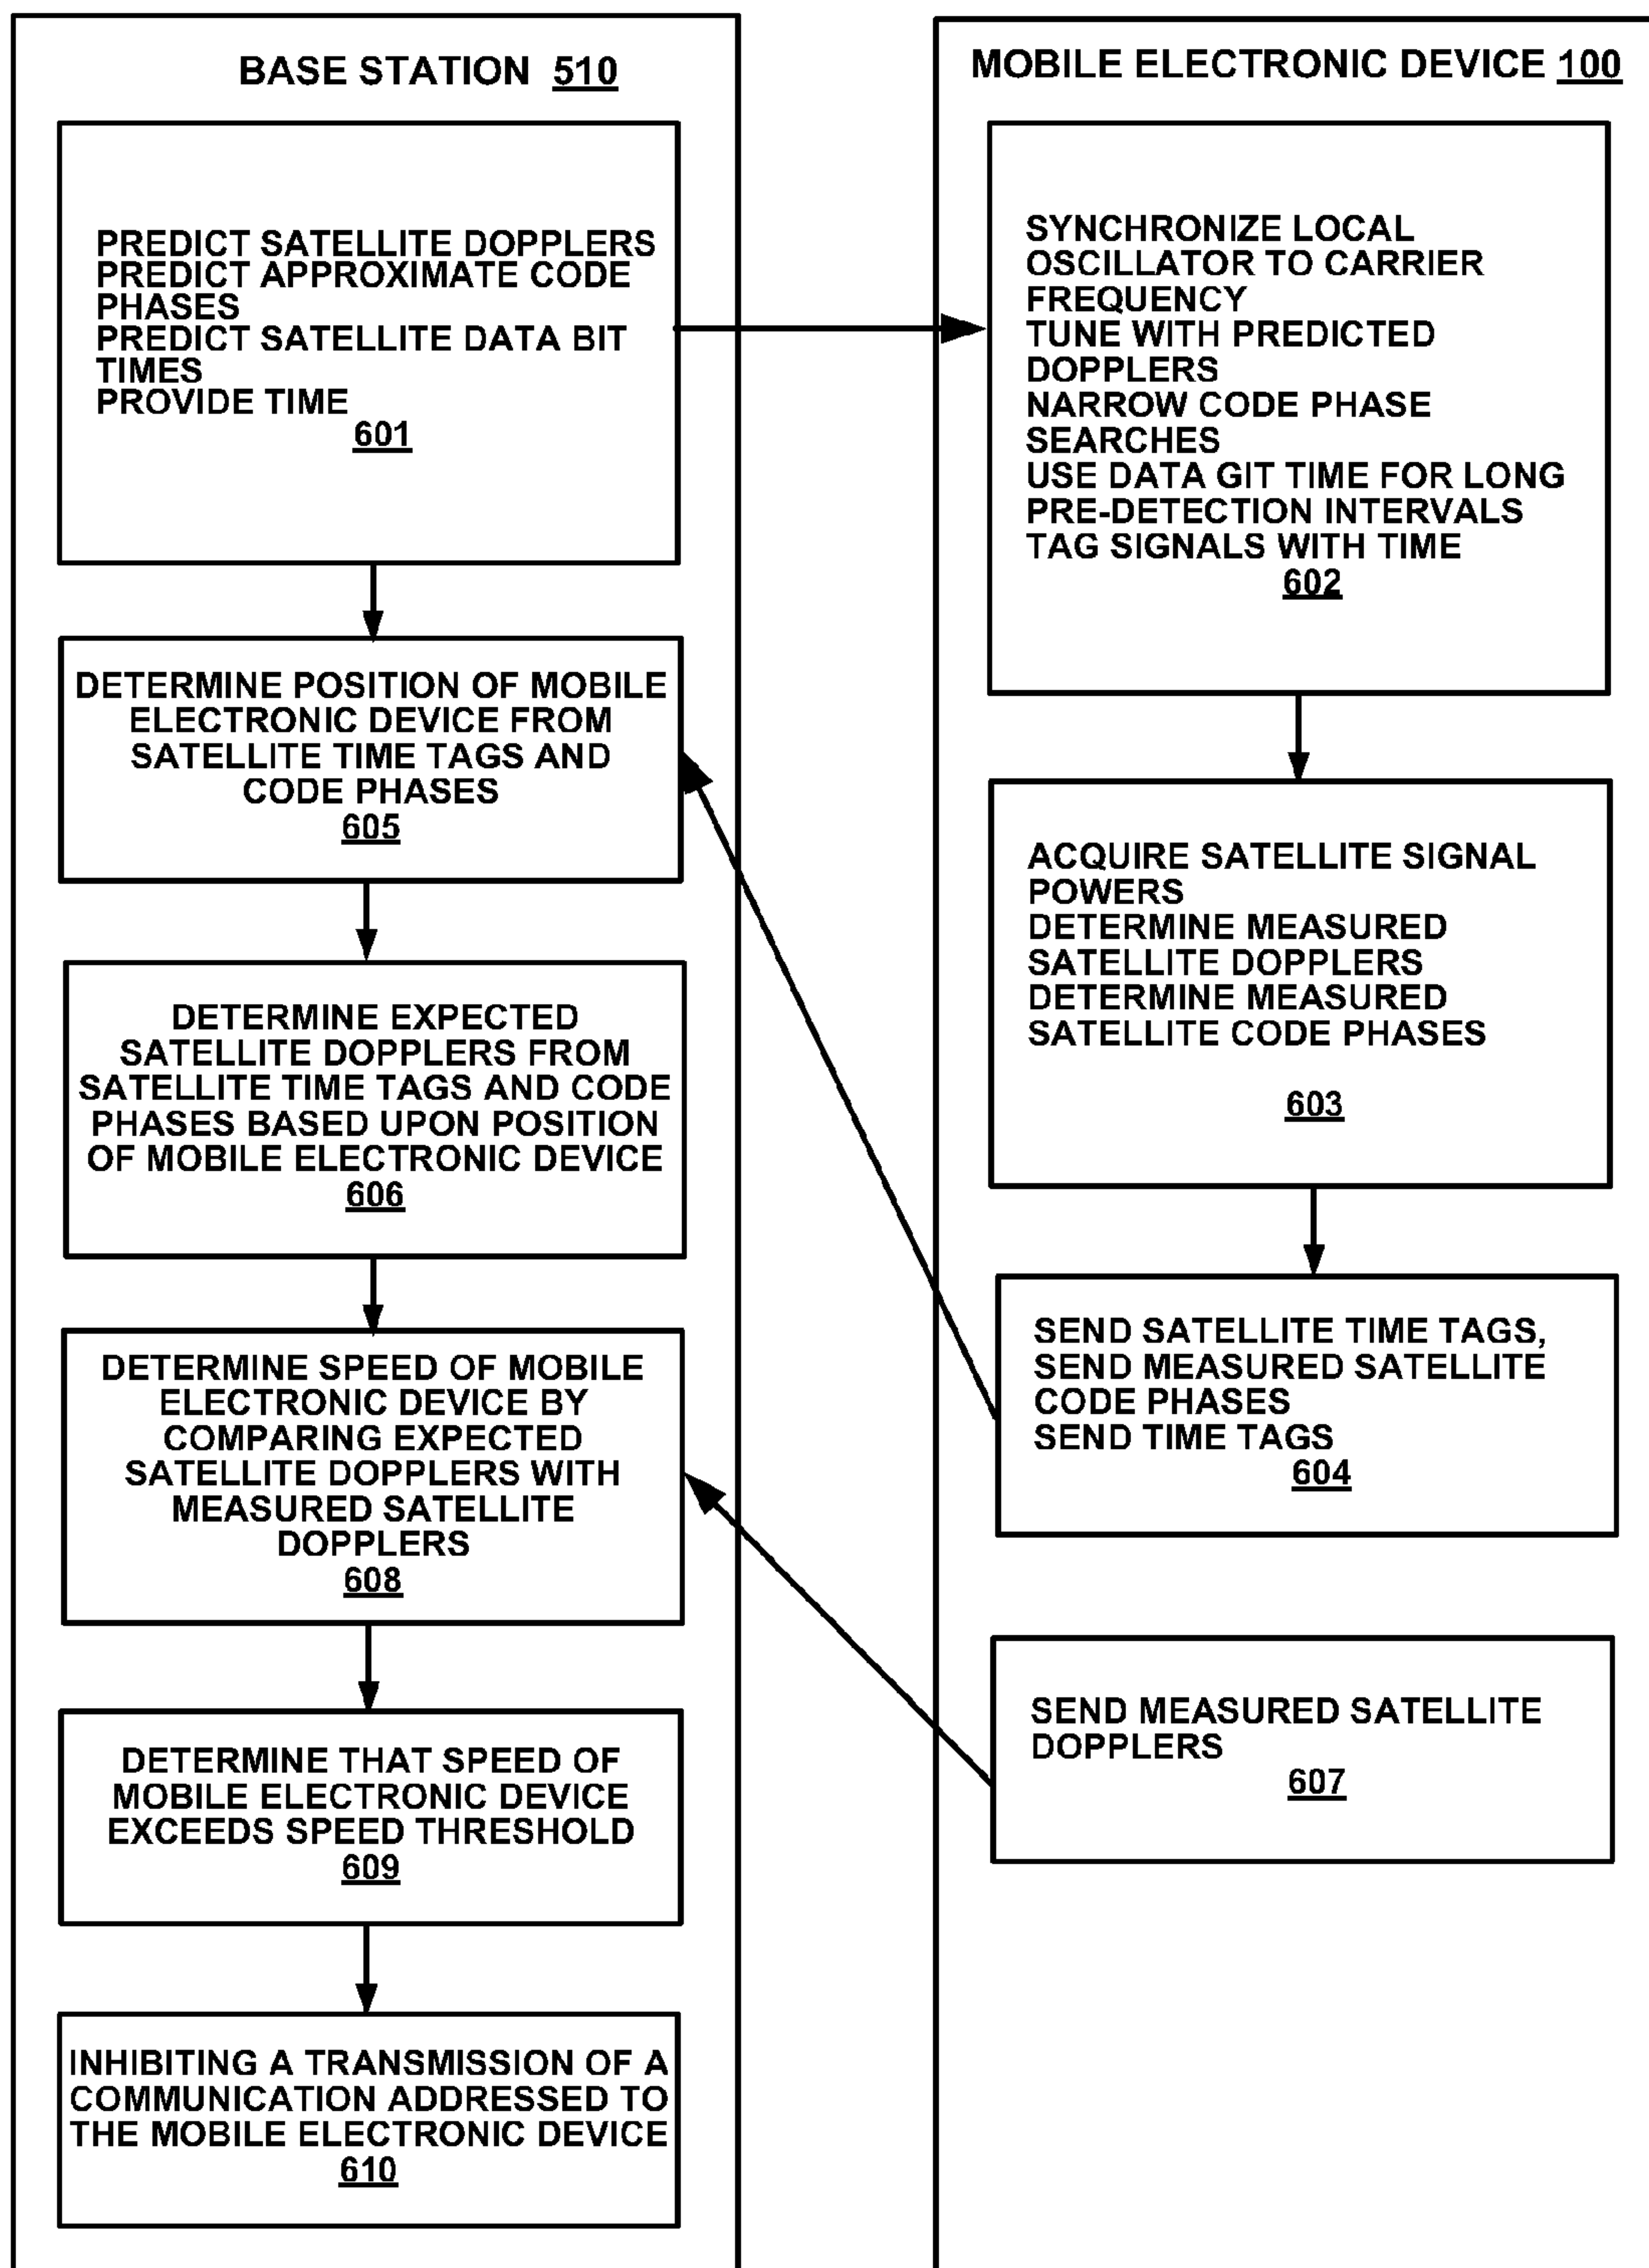 BASE STATION 510
PREDICT SATELLITE DOPPLERS
PREDICT APPROXIMATE CODE
PHASES
PREDICT SATELLITE DATA BIT
TIMES
PROVIDE TIME
601
DETERMINE POSITION OF MOBILE
ELECTRONIC DEVICE FROM
SATELLITE TIME TAGS AND
CODE PHASES
605
DETERMINE EXPECTED
SATELLITE DOPPLERS FROM
SATELLITE TIME TAGS AND CODE
PHASES BASED UPON POSITION
OF MOBILE ELECTRONIC DEVICE
606
DETERMINE SPEED OF MOBILE
ELECTRONIC DEVICE BY
COMPARING EXPECTED
SATELLITE DOPPLERS WITH
MEASURED SATELLITE
DOPPLERS
608
DETERMINE THAT SPEED OF
MOBILE ELECTRONIC DEVICE
EXCEEDS SPEED THRESHOLD
609
INHIBITING A TRANSMISSION OF A
COMMUNICATION ADDRESSED TO
THE MOBILE ELECTRONIC DEVICE
610
MOBILE ELECTRONIC DEVICE 100
SYNCHRONIZE LOCAL
OSCILLATOR TO CARRIER
FREQUENCY
TUNE WITH PREDICTED
DOPPLERS
NARROW CODE PHASE
SEARCHES
USE DATA GIT TIME FOR LONG
PRE-DETECTION INTERVALS
TAG SIGNALS WITH TIME
602
ACQUIRE SATELLITE SIGNAL
POWERS
DETERMINE MEASURED
SATELLITE DOPPLERS
DETERMINE MEASURED
SATELLITE CODE PHASES
603
SEND SATELLITE TIME TAGS,
SEND MEASURED SATELLITE
CODE PHASES
SEND TIME TAGS
604
SEND MEASURED SATELLITE
DOPPLERS
607